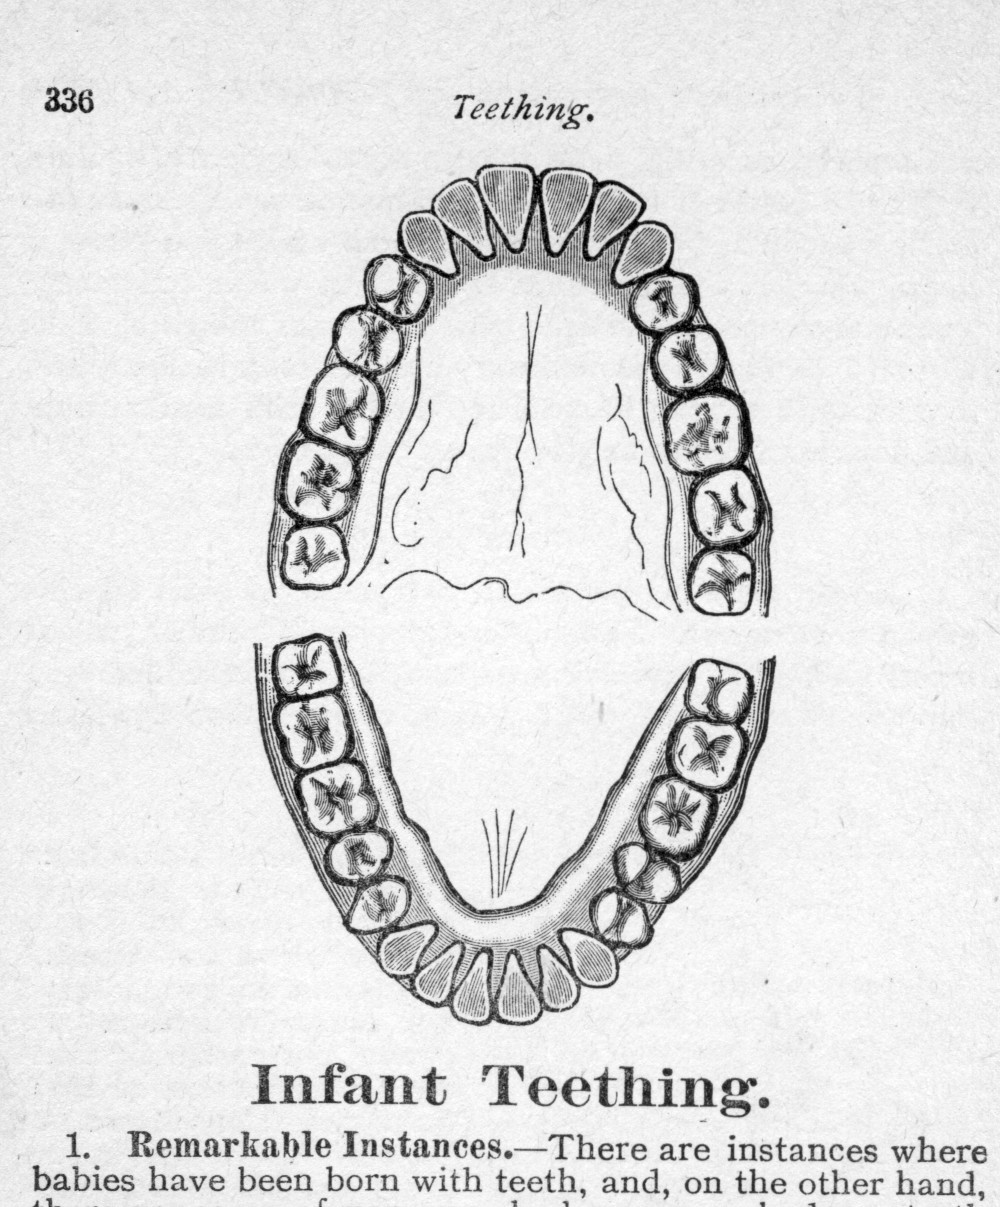 336
Teething.
Infant Teething.
1. Remarkable Instances.—There are instances where
babies have been born with teeth, and, on the other hand,